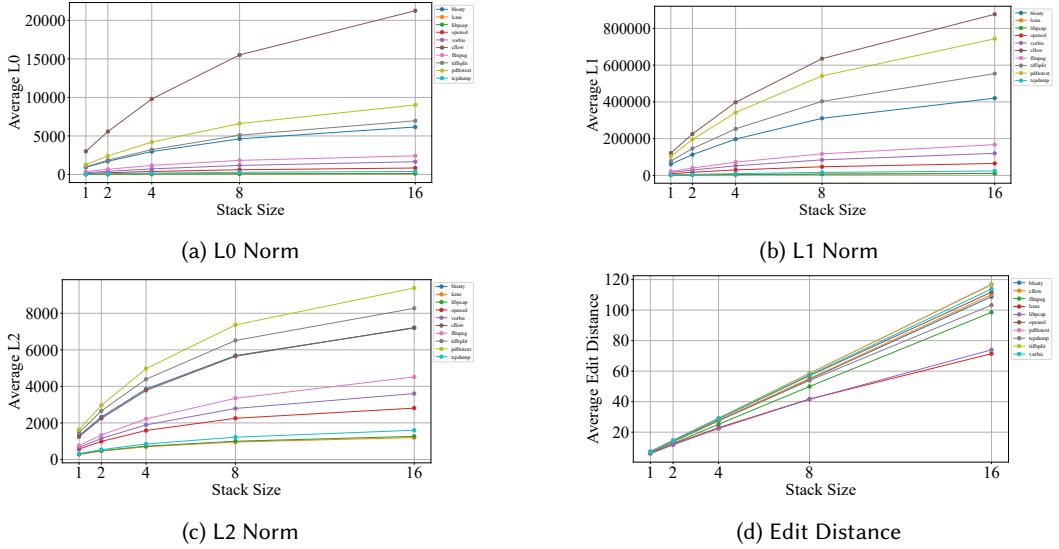 20000
15000
10000
5000
0
Average L0
1 2 4 8 16
Stack Size
bloaty
lcms
libpcap
openssl
vorbis
cflow
ffmpeg
tiffsplit
pdftotext
tcpdump
(a) L0 Norm
800000
600000
400000
200000
0
Average L1
1 2 4 8 16
Stack Size
bloaty
lcms
libpcap
openssl
vorbis
cflow
ffmpeg
tiffsplit
pdftotext
tcpdump
(b) L1 Norm
8000
6000
4000
2000
0
Average L2
1 2 4 8 16
Stack Size
bloaty
lcms
libpcap
openssl
vorbis
cflow
ffmpeg
tiffsplit
pdftotext
tcpdump
(c) L2 Norm
120
100
80
60
40
20
Average Edit Distance
1 2 4 8 16
Stack Size
bloaty
cflow
ffmpeg
lcms
libpcap
openssl
pdftotext
tcpdump
tiffsplit
vorbis
(d) Edit Distance